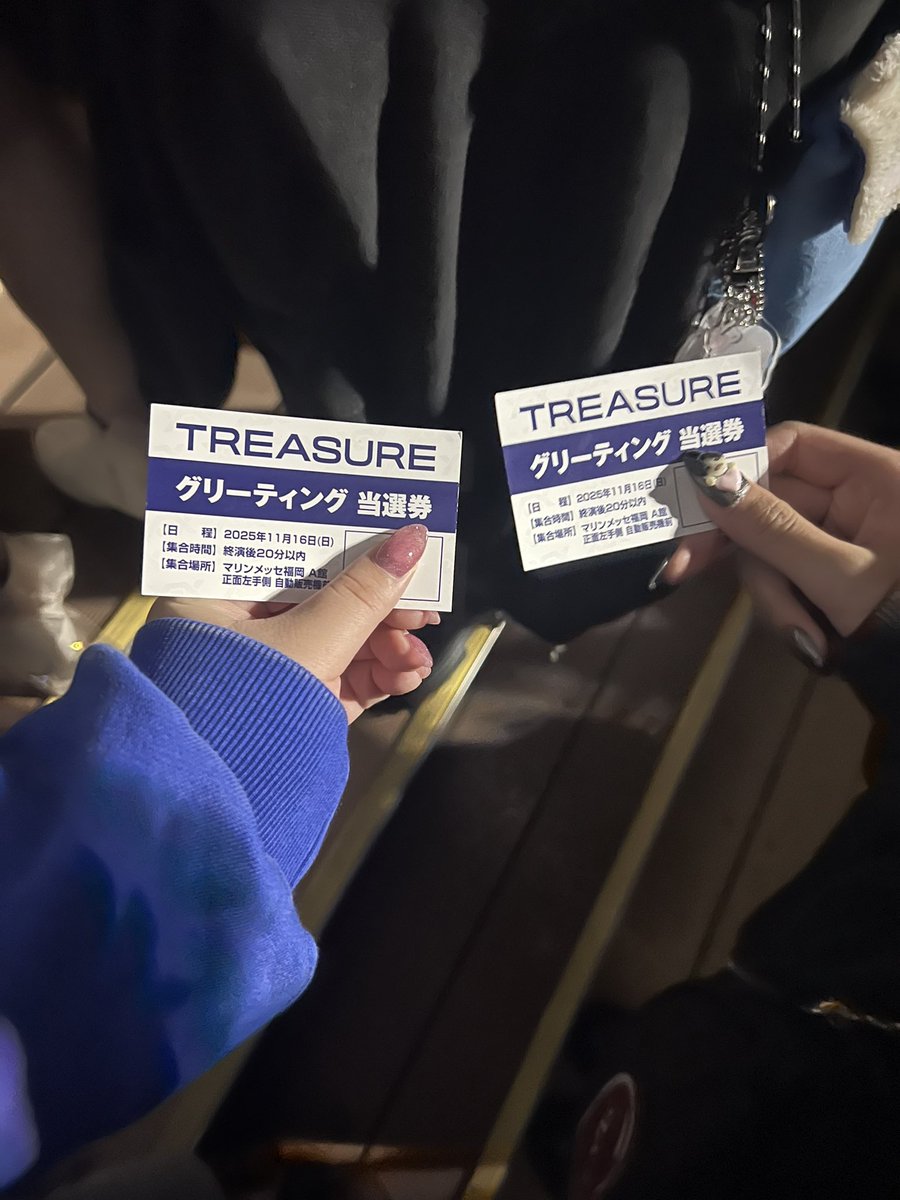 TREASURE
グリーティング 当選券
【日 程】 2025年11月16日(日)
【集合時間】 終演後20分以内
【集合場所】 マリンメッセ福岡 A館
正面左手側 自動販売機前
TREASURE
グリーティング 当選券
【日 程】 2025年11月16日(日)
【集合時間】 終演後20分以内
【集合場所】 マリンメッセ福岡 A館
正面左手側 自動販売機前